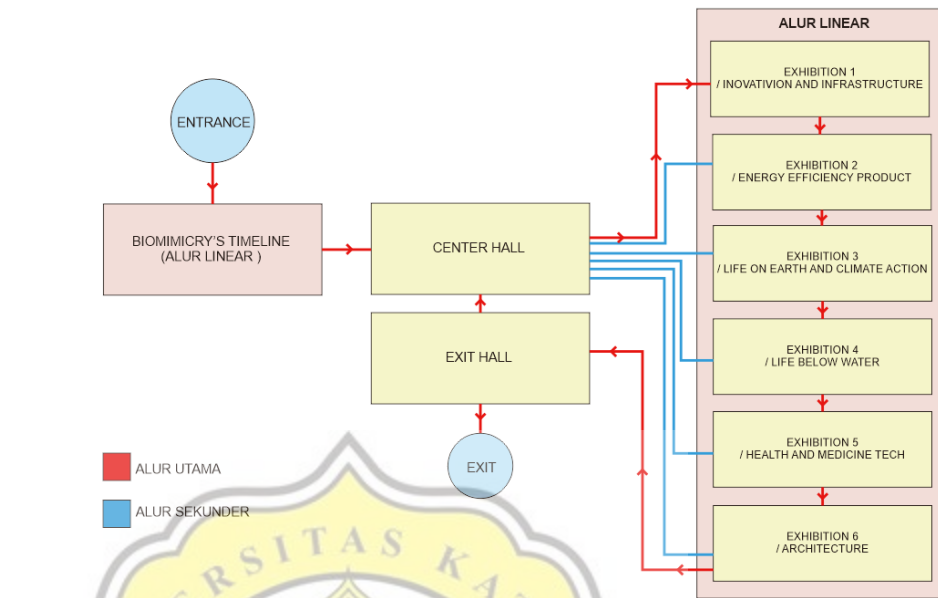 ALUR LINEAR
EXHIBITION 1
/ INOVATIVION AND INFRASTRUCTURE
ENTRANCE
EXHIBITION 2
/ ENERGY EFFICIENCY PRODUCT
BIOMIMICRY'S TIMELINE
(ALUR LINEAR )
CENTER HALL
EXHIBITION 3
/ LIFE ON EARTH AND CLIMATE ACTION
EXIT HALL
EXHIBITION 4
/ LIFE BELOW WATER
EXHIBITION 5
/ HEALTH AND MEDICINE TECH
EXIT
ALUR UTAMA
ALUR SEKUNDER
EXHIBITION 6
/ ARCHITECTURE
RSITAS KA